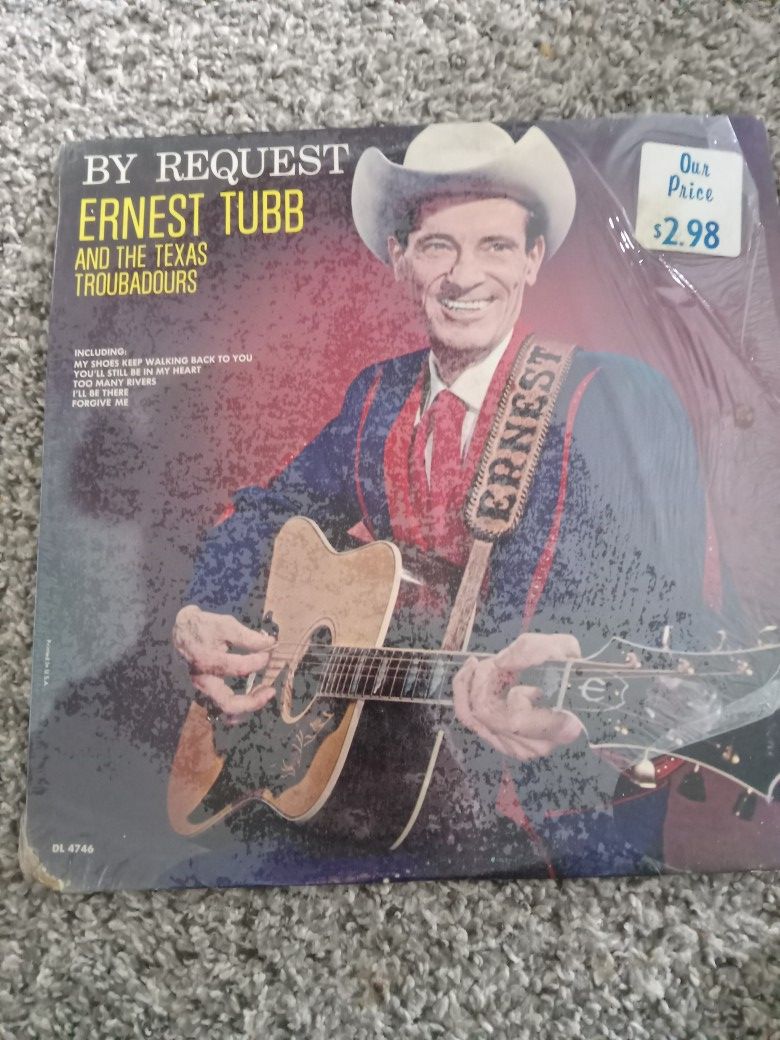 BY REQUEST
ERNEST TUBB
AND THE TEXAS
TROUBADOURS
Our
Price
$2.98
INCLUDING:
MY SHOES KEEP WALKING BACK TO YOU
YOU'LL STILL BE IN MY HEART
TOO MANY RIVERS
I'LL BE THERE
FORGIVE ME
ERNEST
e
Printed in U.S.A.
DL 4746